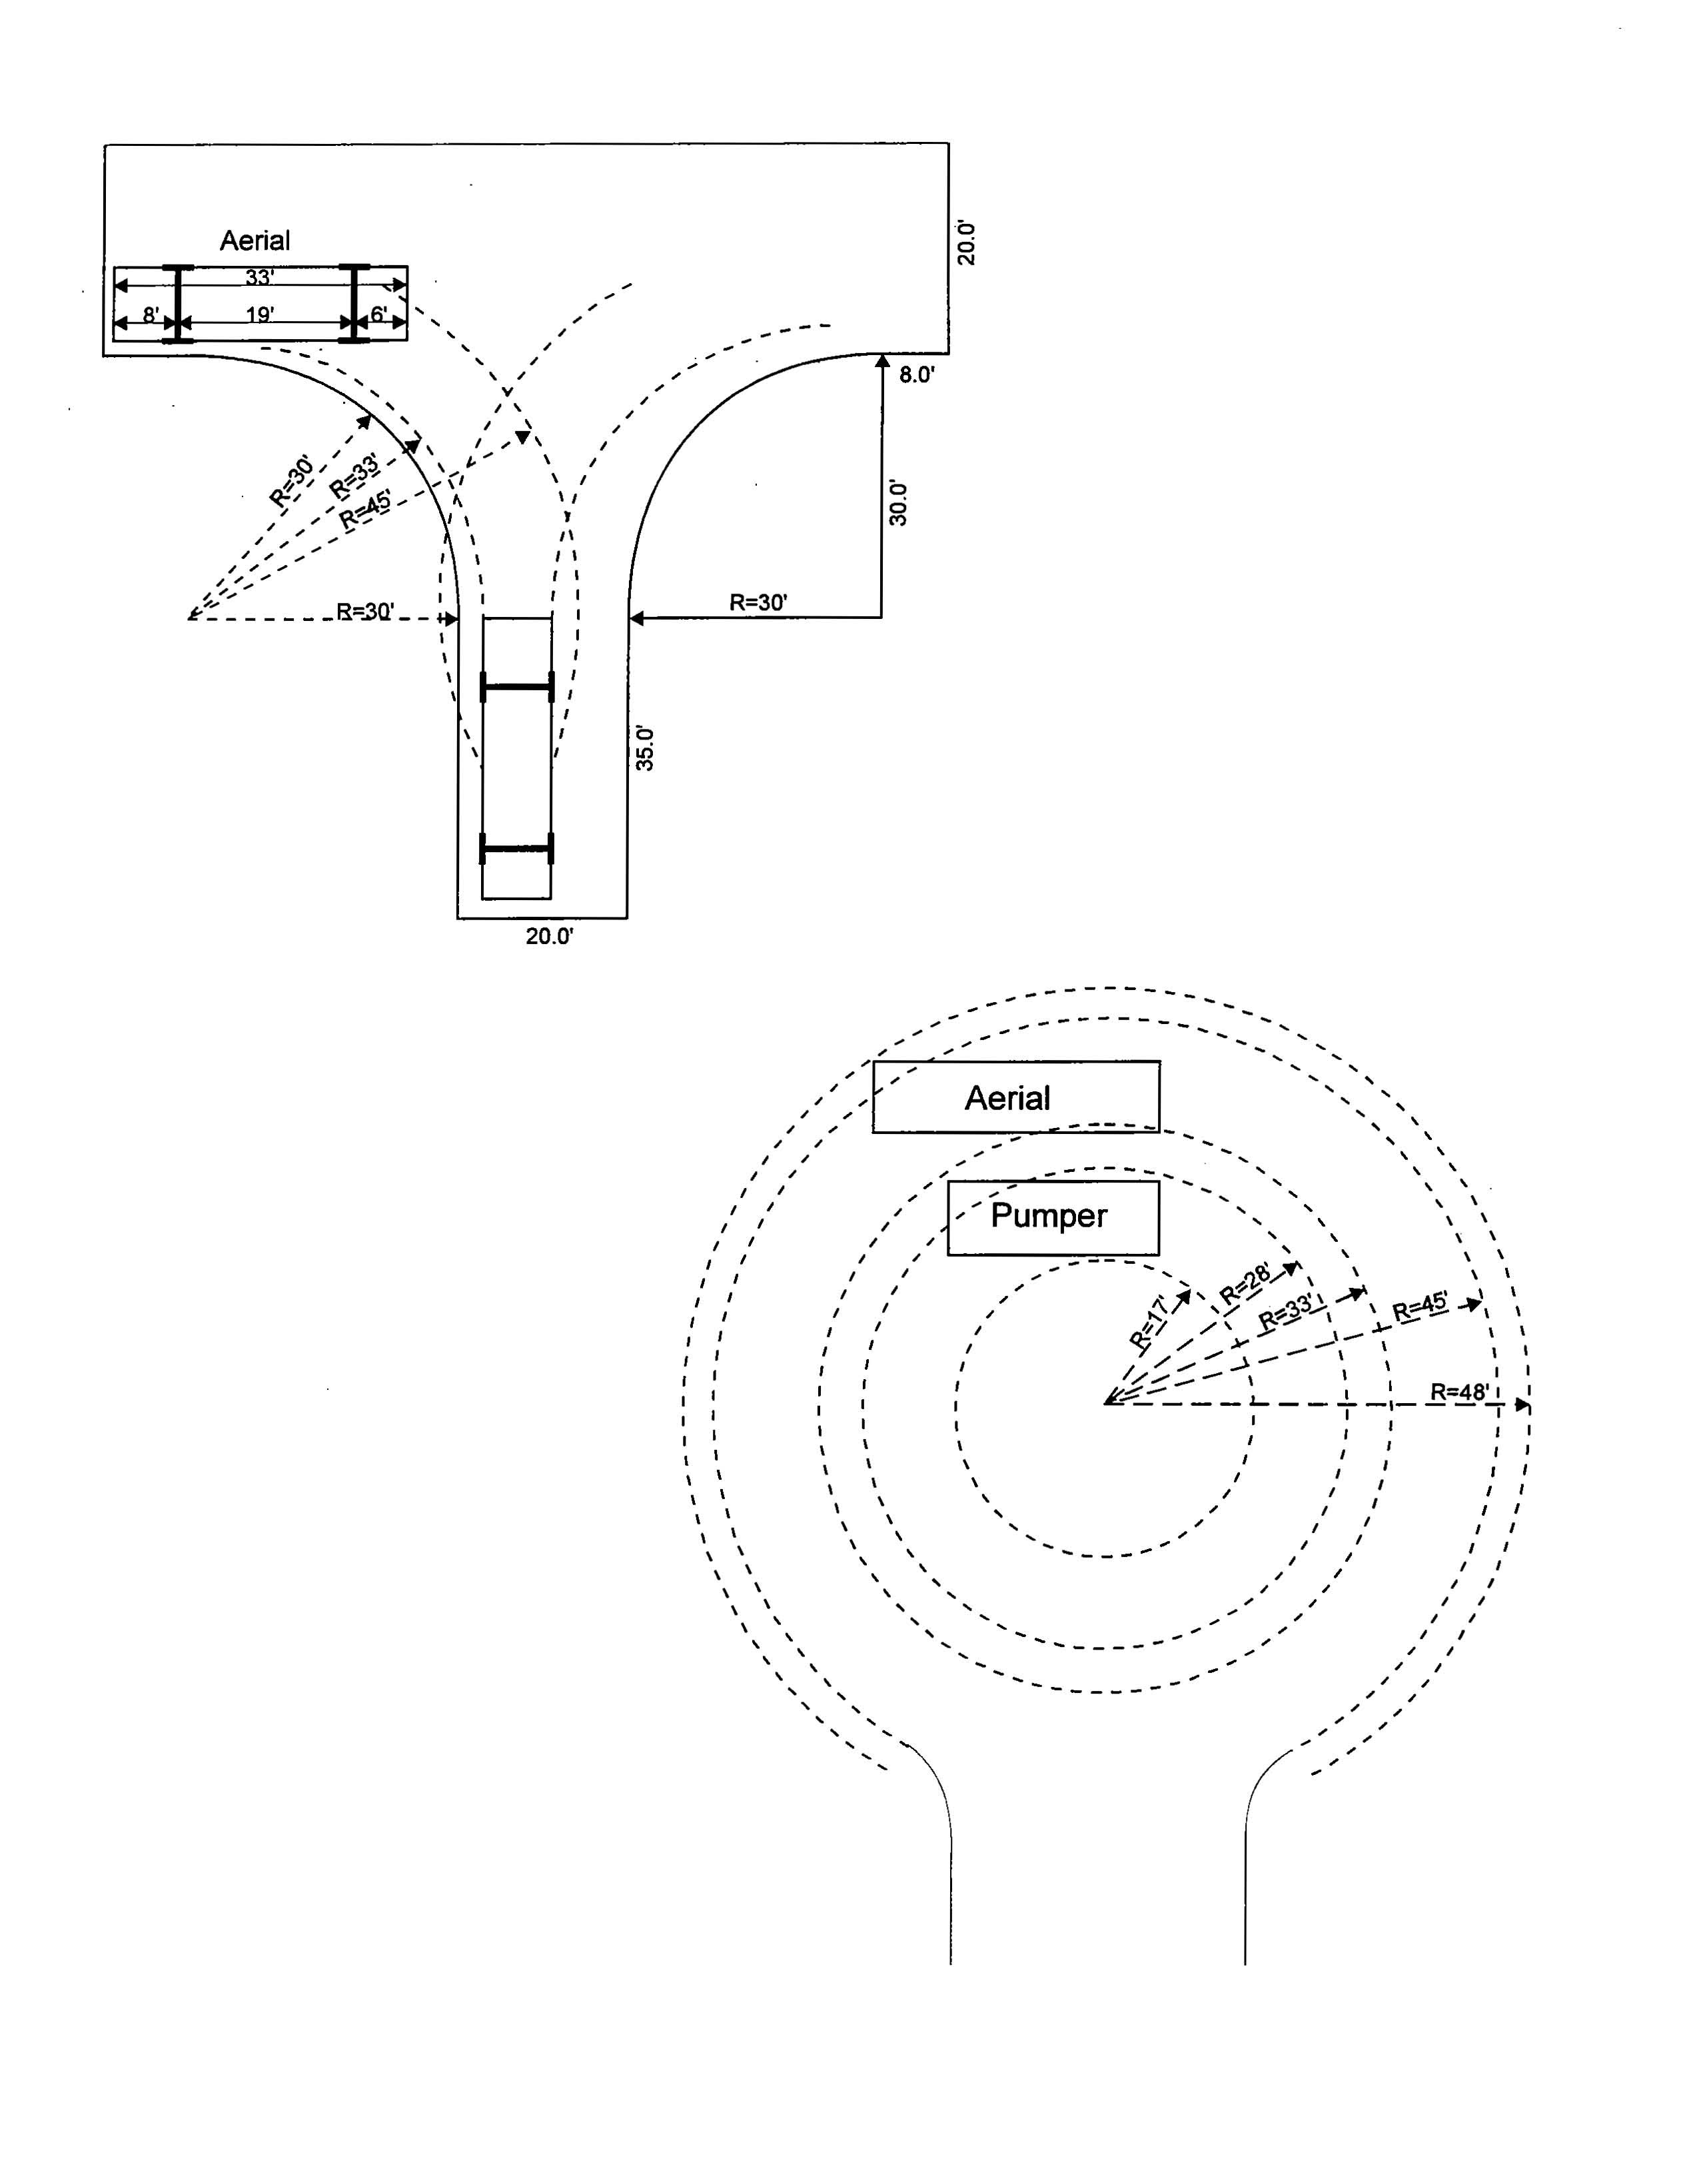 Aerial
33'
8'
19'
6'
20.0'
8.0'
R=30'
R=33'
R=45'
30.0'
R=30'
R=30'
35.0'
20.0'
Aerial
Pumper
R=17'
R=28'
R=33'
R=45'
R=48'